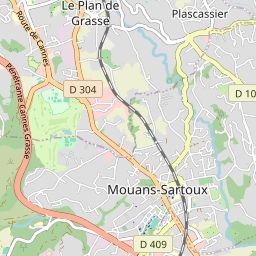 Le Plan de
Grasse
Plascassier
Route de Cannes
Pénétrante Cannes Grasse
D 304
D 10
Mouans-Sartoux
D 409